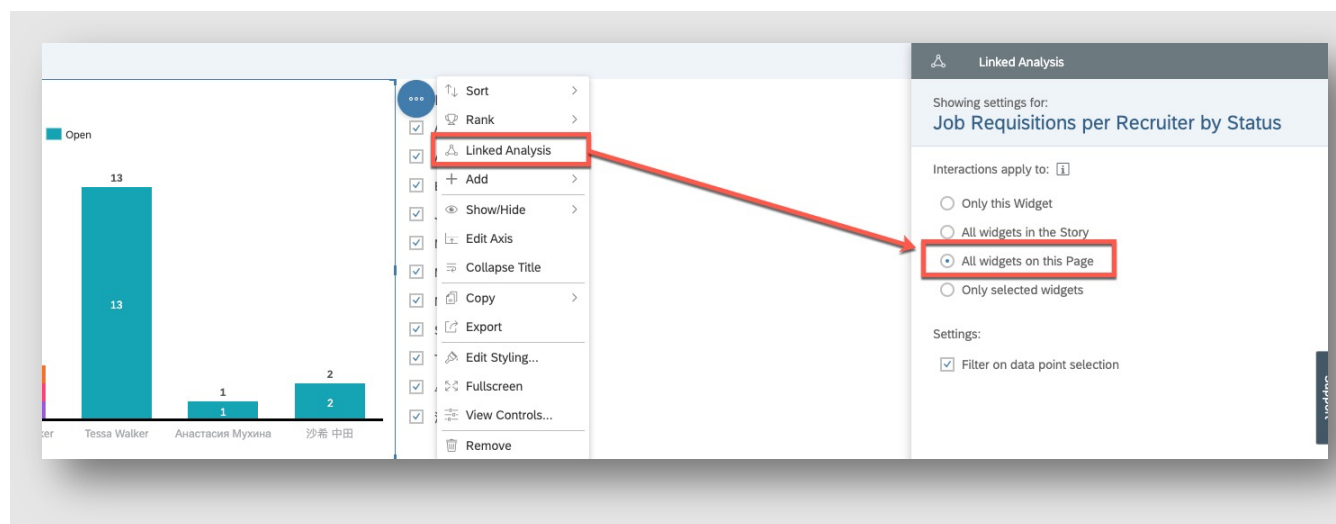 Open
13
13
1
1
2
2
ker
Tessa Walker
Анастасия Мухина
沙希 中田
Sort
Rank
Linked Analysis
Add
Show/Hide
Edit Axis
Collapse Title
Copy
Export
Edit Styling...
Fullscreen
View Controls...
Remove
Linked Analysis
Showing settings for:
Job Requisitions per Recruiter by Status
Interactions apply to:
Only this Widget
All widgets in the Story
All widgets on this Page
Only selected widgets
Settings:
Filter on data point selection
Support